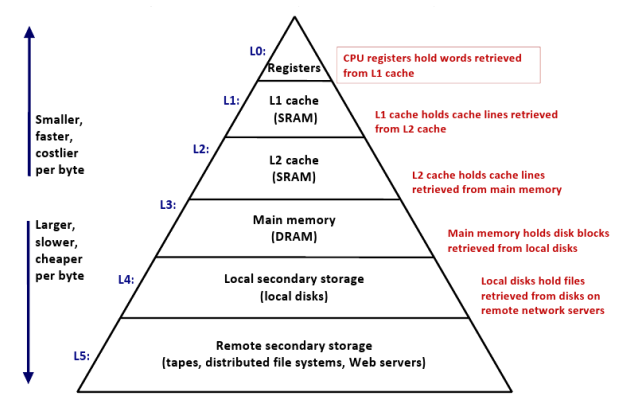 L0:
Registers
CPU registers hold words retrieved
from L1 cache
L1:
L1 cache
(SRAM)
L1 cache holds cache lines retrieved
from L2 cache
Smaller,
faster,
costlier
per byte
L2:
L2 cache
(SRAM)
L2 cache holds cache lines
retrieved from main memory
L3:
Main memory
(DRAM)
Main memory holds disk blocks
retrieved from local disks
Larger,
slower,
cheaper
per byte
L4:
Local secondary storage
(local disks)
Local disks hold files
retrieved from disks on
remote network servers
L5:
Remote secondary storage
(tapes, distributed file systems, Web servers)